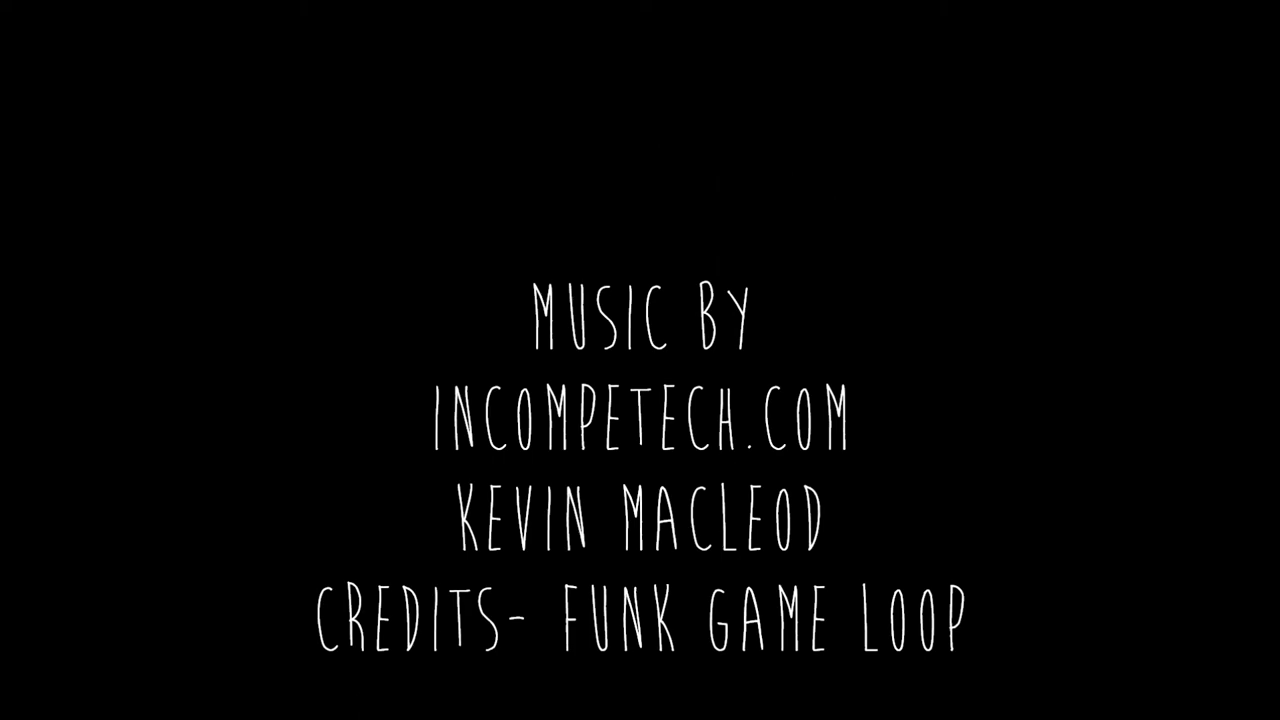 MUSIC BY
INCOMPETECH.COM
KEVIN MACLEOD
CREDITS- FUNK GAME LOOP